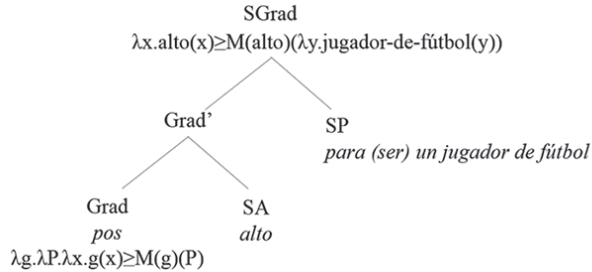 SGrad
λx.alto(x)≥M(alto)(λy.jugador-de-fútbol(y))
Grad’
SP
para (ser) un jugador de fútbol
Grad
SA
pos
alto
λg.λP.λx.g(x)≥M(g)(P)